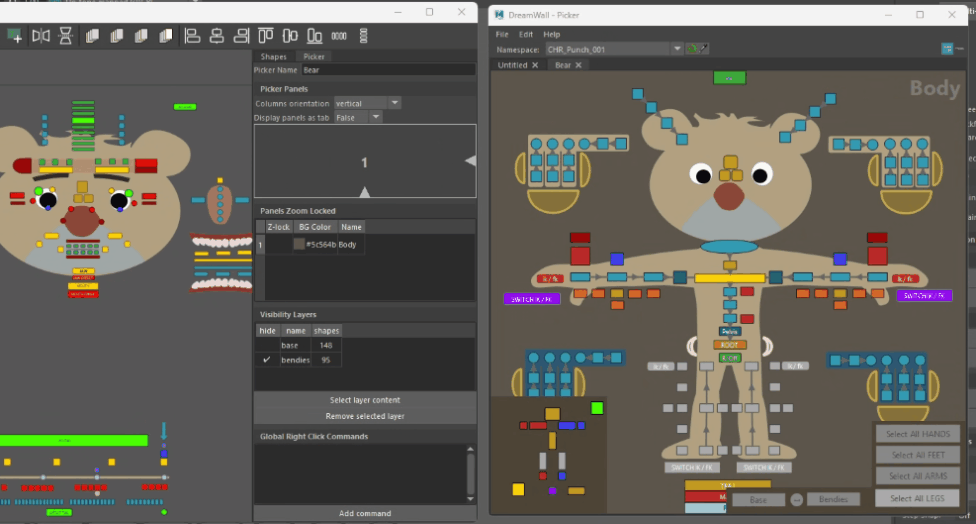 Shapes Picker
Picker Name Bear
Picker Panels
Columns orientation vertical
Display panels as tab False
1
Panels Zoom Locked
Z-lock BG Color Name
1 #5c564b Body
Visibility Layers
hide name shapes
base 148
✔ bendies 95
Select layer content
Remove selected layer
Global Right Click Commands
Add command
DreamWall - Picker
File Edit Help
Namespace: CHR_Punch_001
Untitled Bear
Body
Ik / fk
Ik / fk
SWITCH IK / FK
SWITCH IK / FK
Pelvis
ROOT
Ik / fk
Ik / fk
SWITCH IK / FK
SWITCH IK / FK
Select All HANDS
Select All FEET
Select All ARMS
Select All LEGS
Base
Bendies